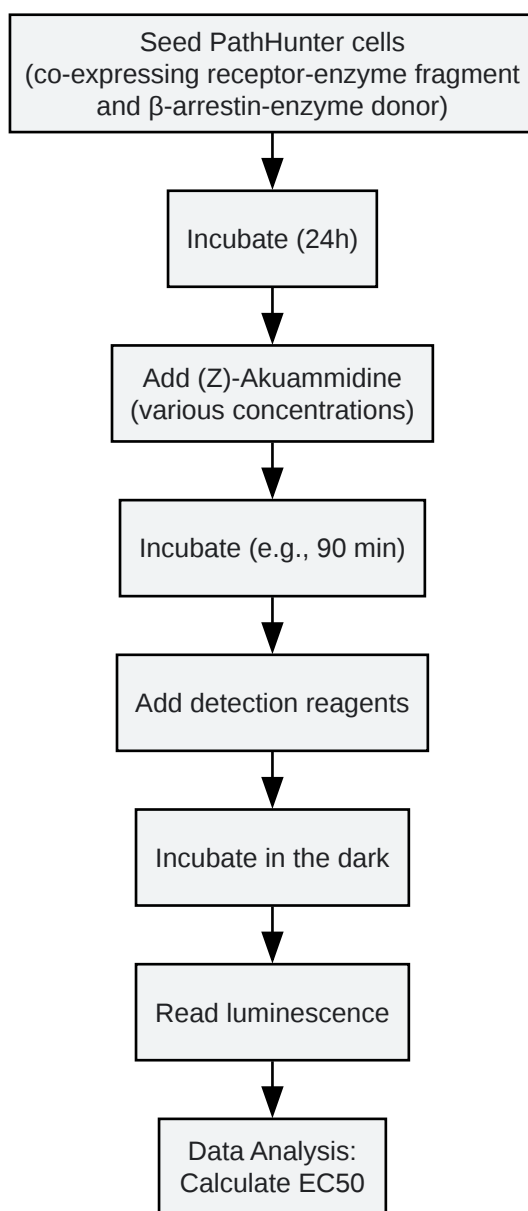 Seed PathHunter cells
(co-expressing receptor-enzyme fragment
and β-arrestin-enzyme donor)
Incubate (24h)
Add (Z)-Akuammidine
(various concentrations)
Incubate (e.g., 90 min)
Add detection reagents
Incubate in the dark
Read luminescence
Data Analysis:
Calculate EC50